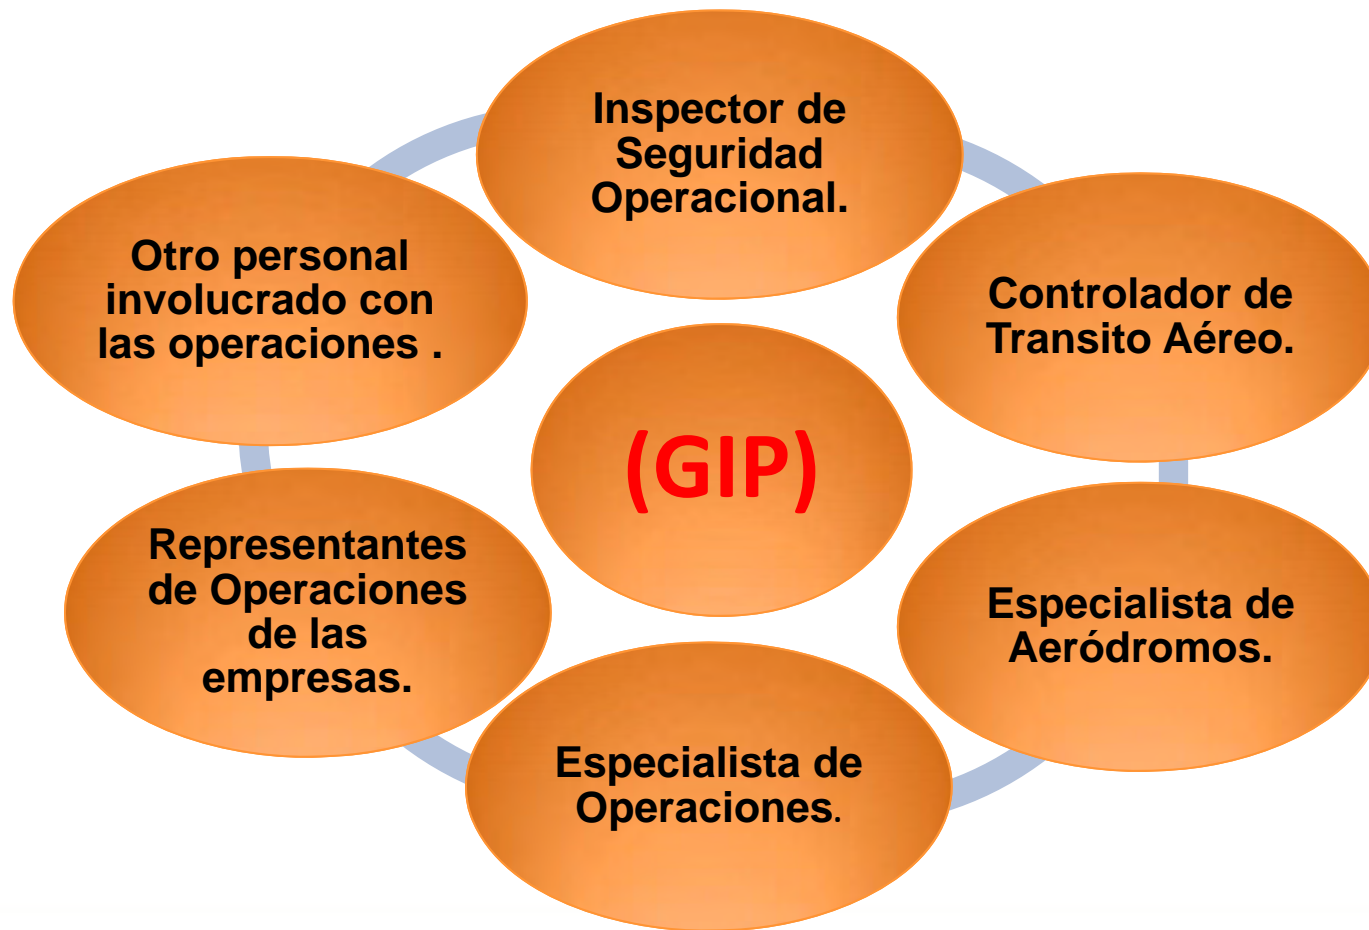 Inspector de
Seguridad
Operacional.
Controlador de
Transito Aéreo.
Especialista de
Aeródromos.
Especialista de
Operaciones.
Representantes
de Operaciones
de las
empresas.
Otro personal
involucrado con
las operaciones .
(GIP)